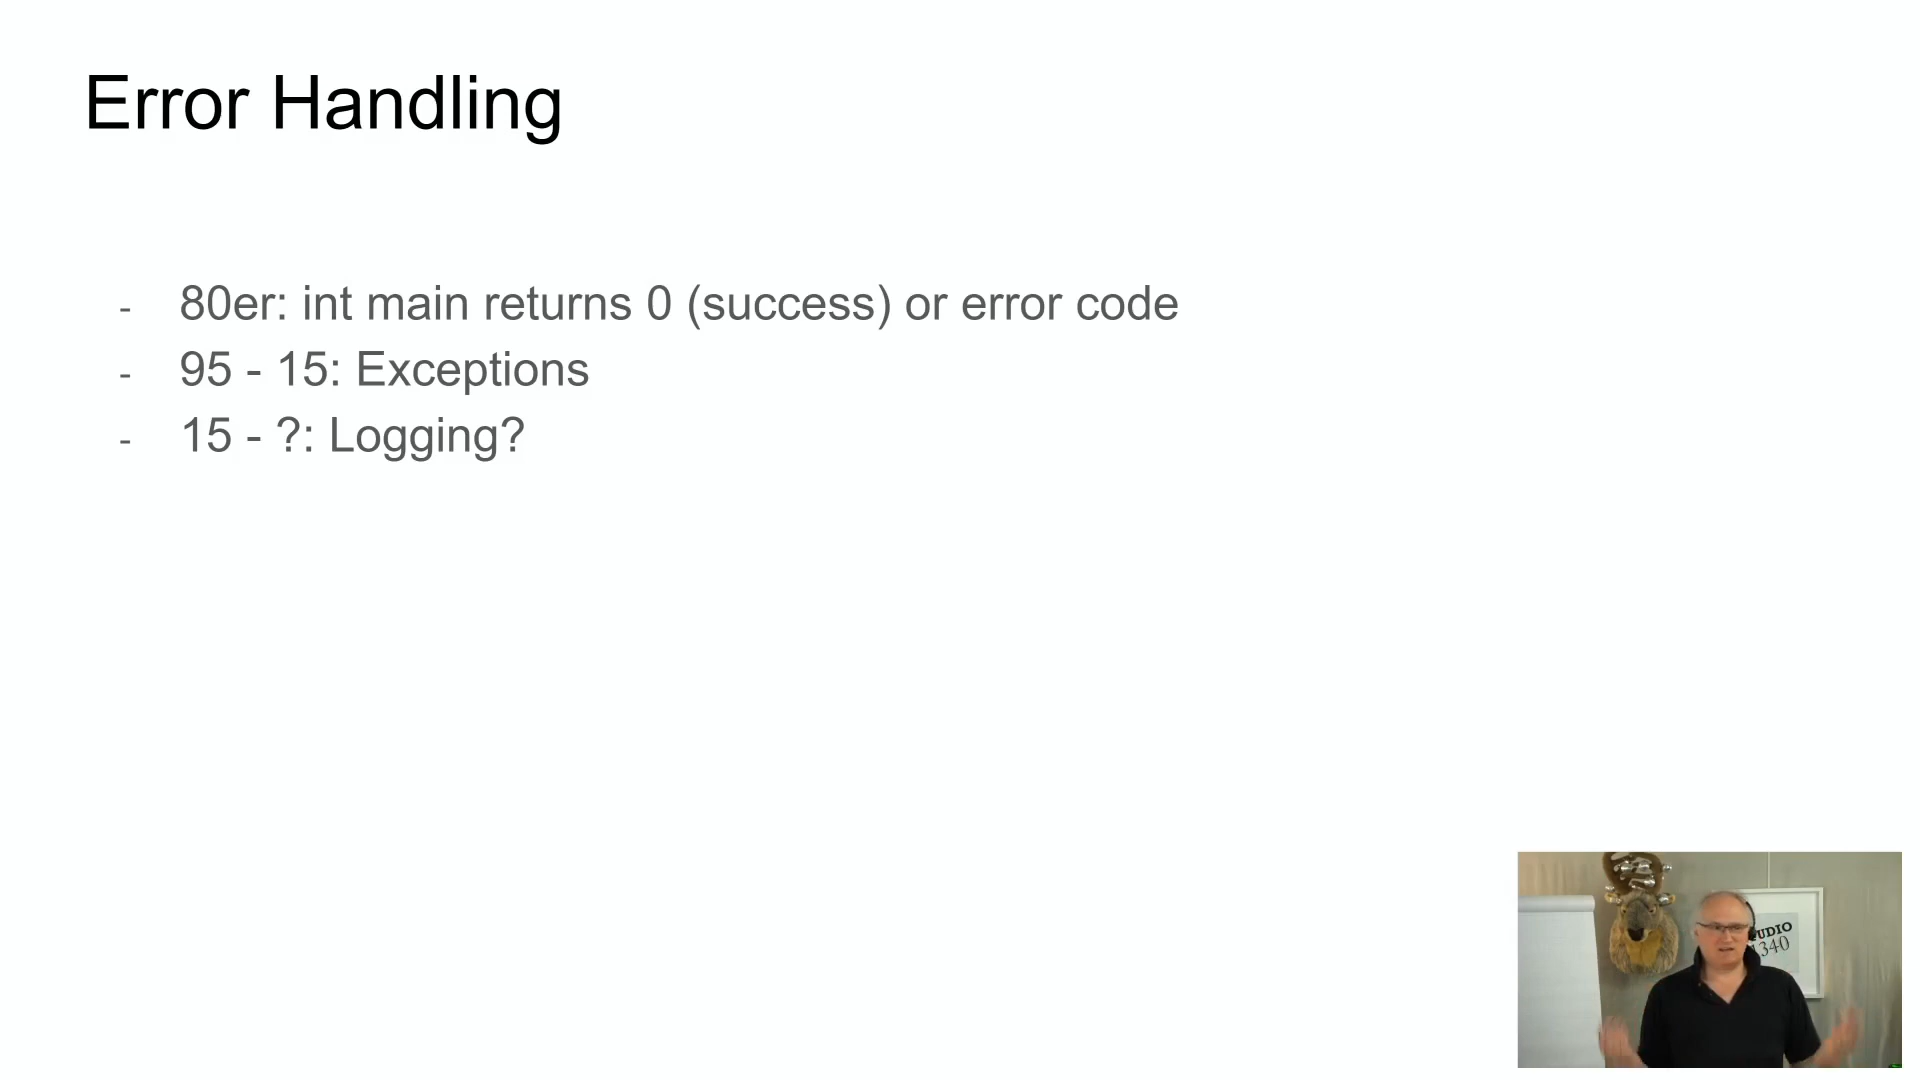 Error Handling
- 80er: int main returns 0 (success) or error code
- 95 - 15: Exceptions
- 15 - ?: Logging?
UDIO
340